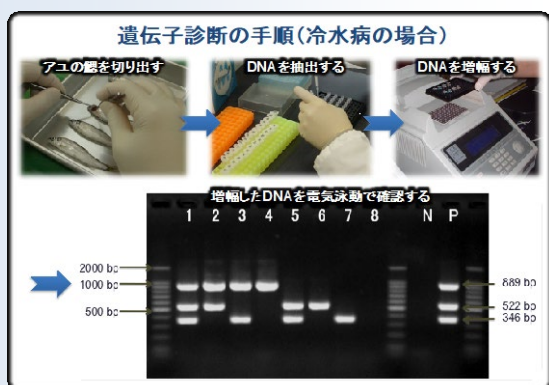 遺伝子診断の手順(冷水病の場合)
アユの鰓を切り出す
DNAを抽出する
DNAを増幅する
増幅したDNAを電気泳動で確認する
1 2 3 4 5 6 7 8 N P
2000 bp
1000 bp
500 bp
889 bp
522 bp
346 bp